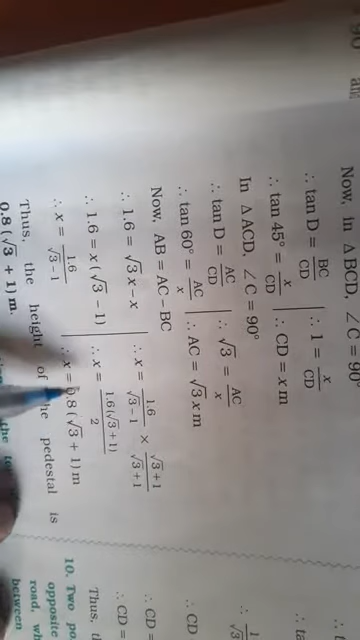 90 an
Now, in Δ BCD, ∠ C = 90°
∴ tan D = BC/CD
∴ 1 = x/CD
∴ tan 45° = x/CD
∴ CD = x m
In Δ ACD, ∠ C = 90°
∴ tan D = AC/CD
∴ √3 = AC/x
∴ tan 60° = AC/x
∴ AC = √3 x m
Now, AB = AC − BC
∴ 1.6 = √3 x − x
∴ 1.6 = x (√3 − 1)
∴ x = 1.6/√3 − 1
∴ x = 1.6/√3 − 1 × √3 + 1/√3 + 1
∴ x = 1.6 (√3 + 1)/2
∴ x = 0.8 (√3 + 1) m
Thus, the height of the pedestal is
0.8 (√3 + 1) m.
∴ CD
∴ CD =
∴ CD =
Thus, t
10. Two po
opposite
road, wh
between